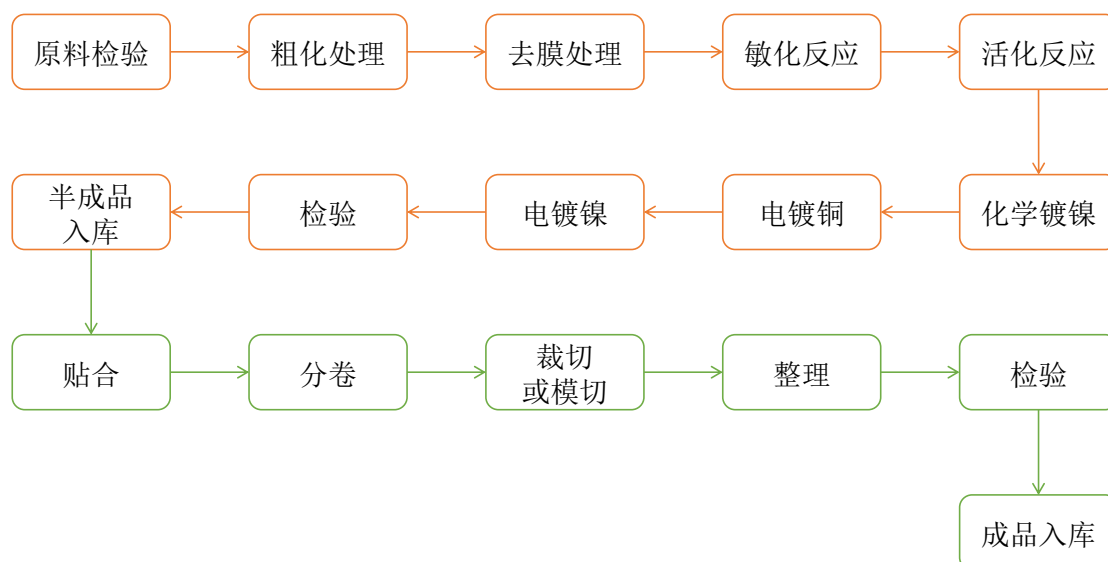 原料检验
粗化处理
去膜处理
敏化反应
活化反应
化学镀镍
电镀铜
电镀镍
检验
半成品
入库
贴合
分卷
裁切
或模切
整理
检验
成品入库